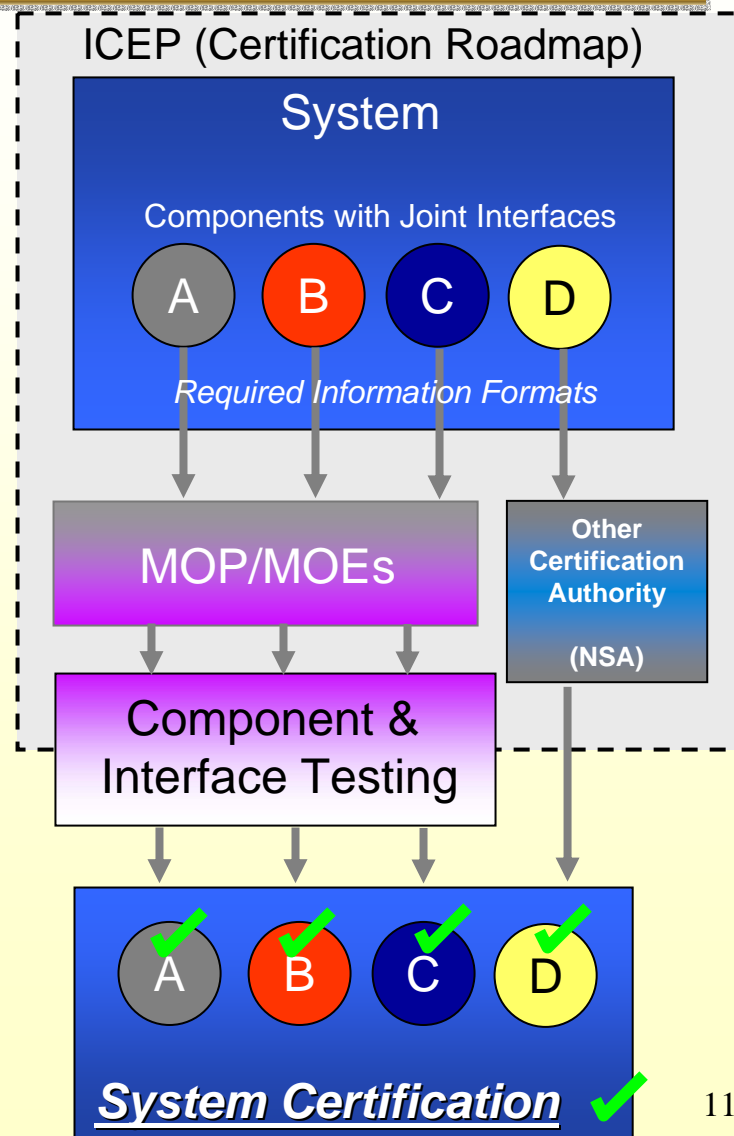 ICEP (Certification Roadmap)
System
Components with Joint Interfaces
A B C D
Required Information Formats
MOP/MOEs
Other
Certification
Authority
(NSA)
Component &
Interface Testing
A B C D
System Certification
11